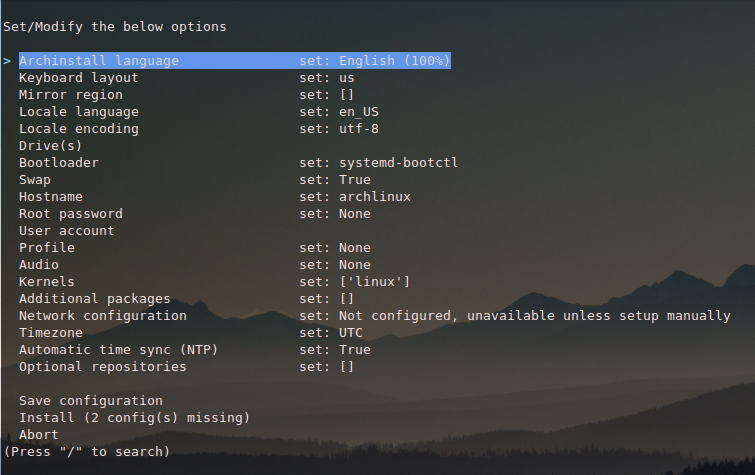 Set/Modify the below options
> Archinstall language set: English (100%)
Keyboard layout set: us
Mirror region set: []
Locale language set: en_US
Locale encoding set: utf-8
Drive(s)
Bootloader set: systemd-bootctl
Swap set: True
Hostname set: archlinux
Root password set: None
User account
Profile set: None
Audio set: None
Kernels set: ['linux']
Additional packages set: []
Network configuration set: Not configured, unavailable unless setup manually
Timezone set: UTC
Automatic time sync (NTP) set: True
Optional repositories set: []
Save configuration
Install (2 config(s) missing)
Abort
(Press "/" to search)